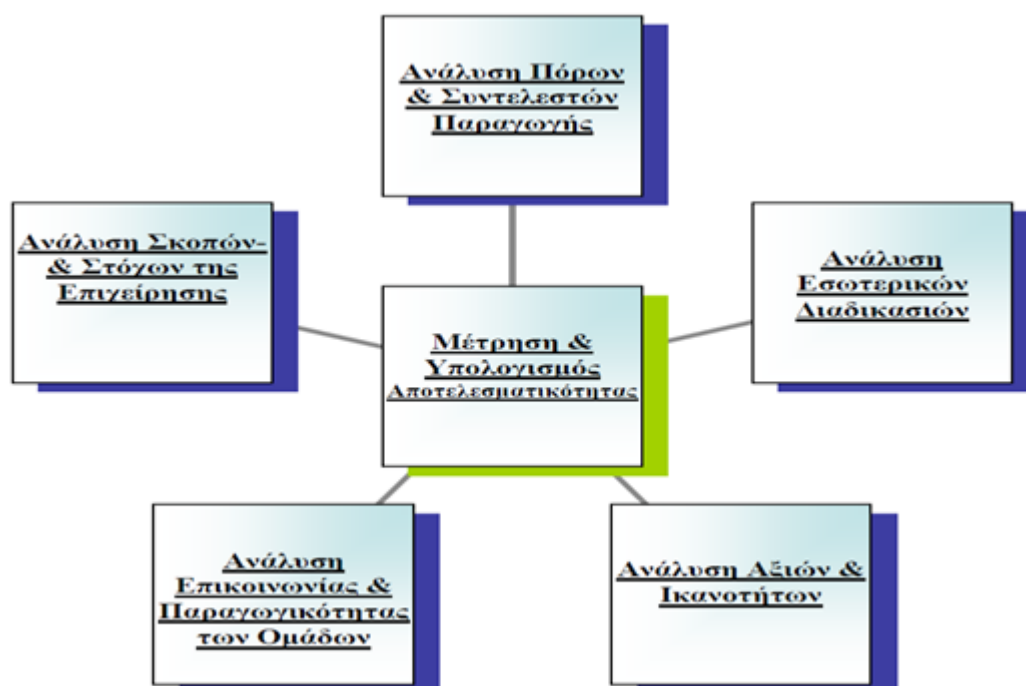 Ανάλυση Πόρων
& Συντελεστών
Παραγωγής
Ανάλυση Σκοπών-
& Στόχων της
Επιχείρησης
Ανάλυση
Εσωτερικών
Διαδικασιών
Μέτρηση &
Υπολογισμός
Αποτελεσματικότητας
Ανάλυση
Επικοινωνίας &
Παραγωγικότητας
των Ομάδων
Ανάλυση Αξιών &
Ικανοτήτων